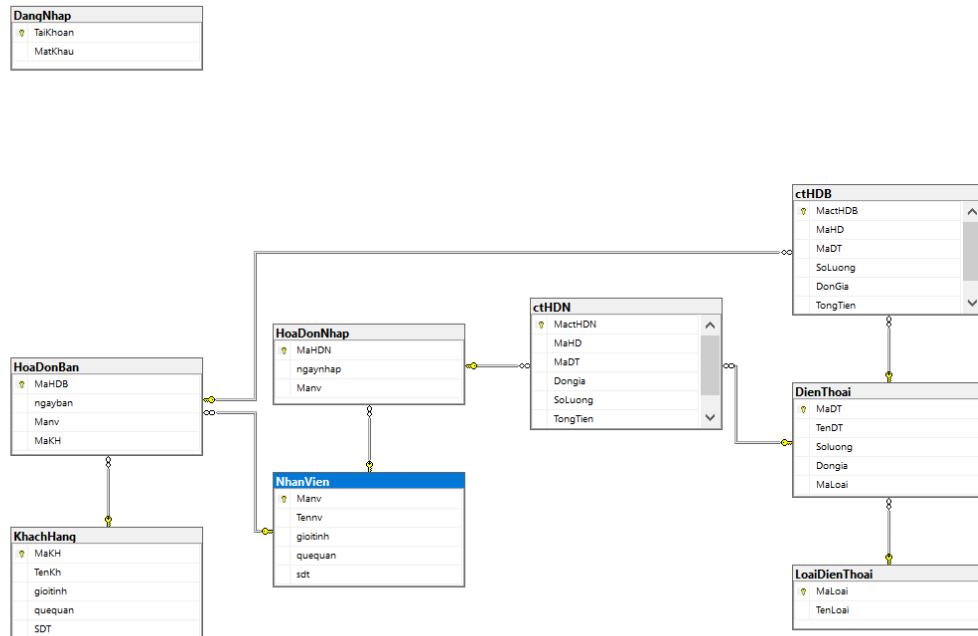 DangNhap
TaiKhoan
MatKhau
ctHDB
MactHDB
MaHD
MaDT
SoLuong
DonGia
TongTien
ctHDN
MactHDN
MaHD
MaDT
Dongia
SoLuong
TongTien
HoaDonNhap
MaHDN
ngaynhap
Manv
HoaDonBan
MaHDB
ngayban
Manv
MaKH
DienThoai
MaDT
TenDT
Soluong
Dongia
MaLoai
NhanVien
Manv
Tennv
gioitinh
quequan
sdt
KhachHang
MaKH
TenKh
gioitinh
quequan
SDT
LoaiDienThoai
MaLoai
TenLoai